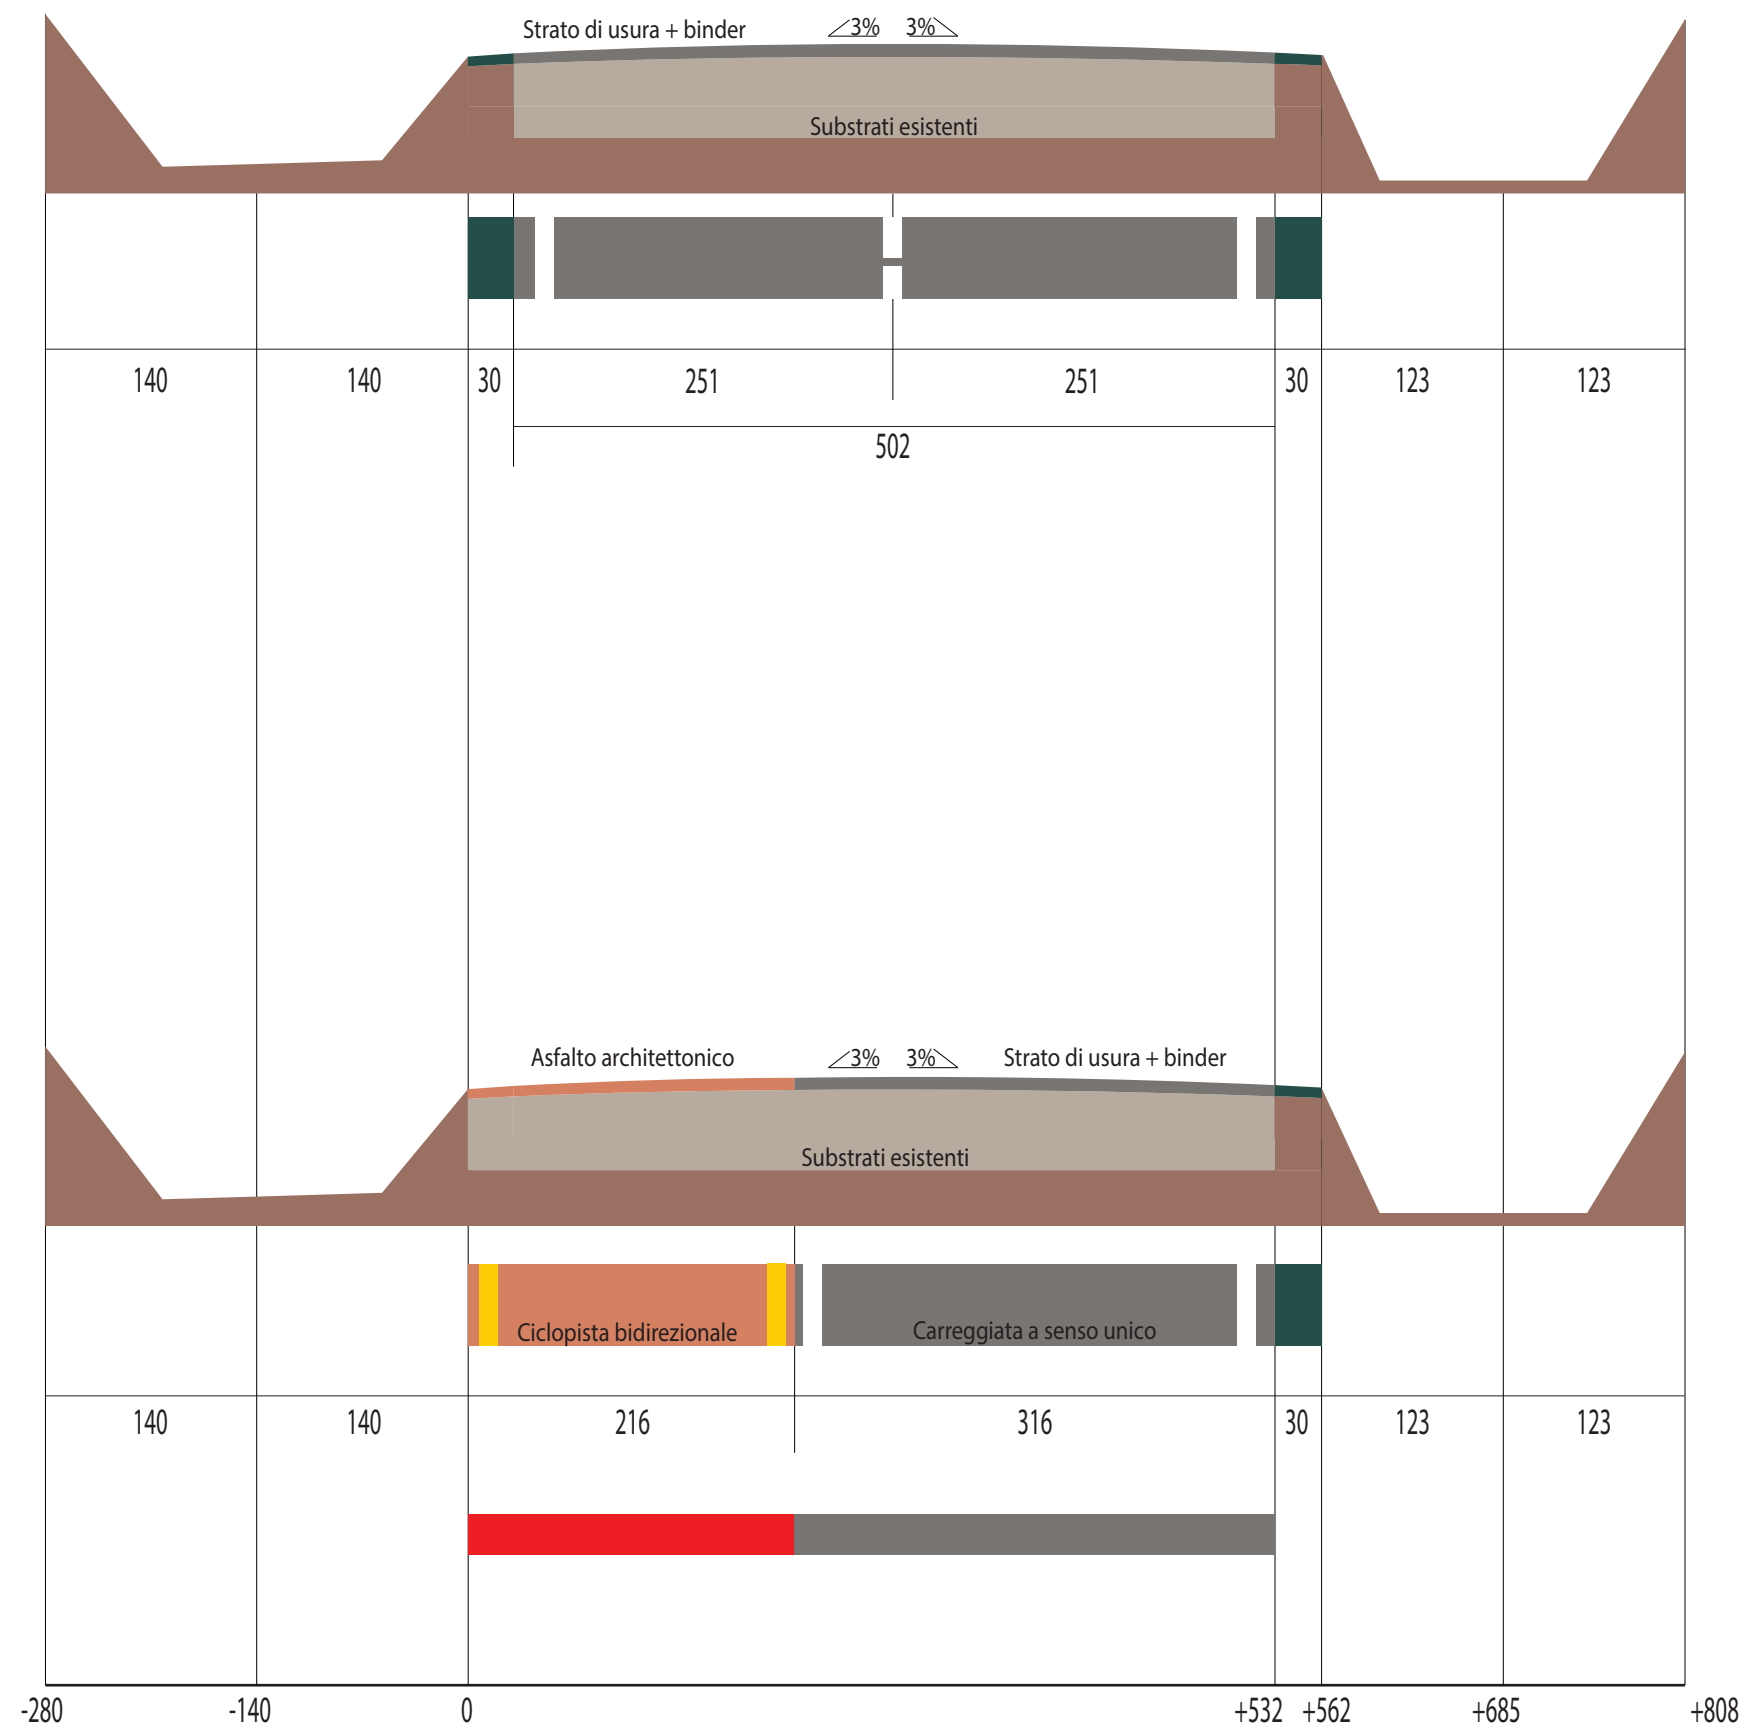 Strato di usura + binder 3% 3%
Substrati esistenti
140 140 30 251 251 30 123 123
502
Asfalto architettonico 3% 3% Strato di usura + binder
Substrati esistenti
Ciclopista bidirezionale Carreggiata a senso unico
140 140 216 316 30 123 123
-280 -140 0 +532 +562 +685 +808